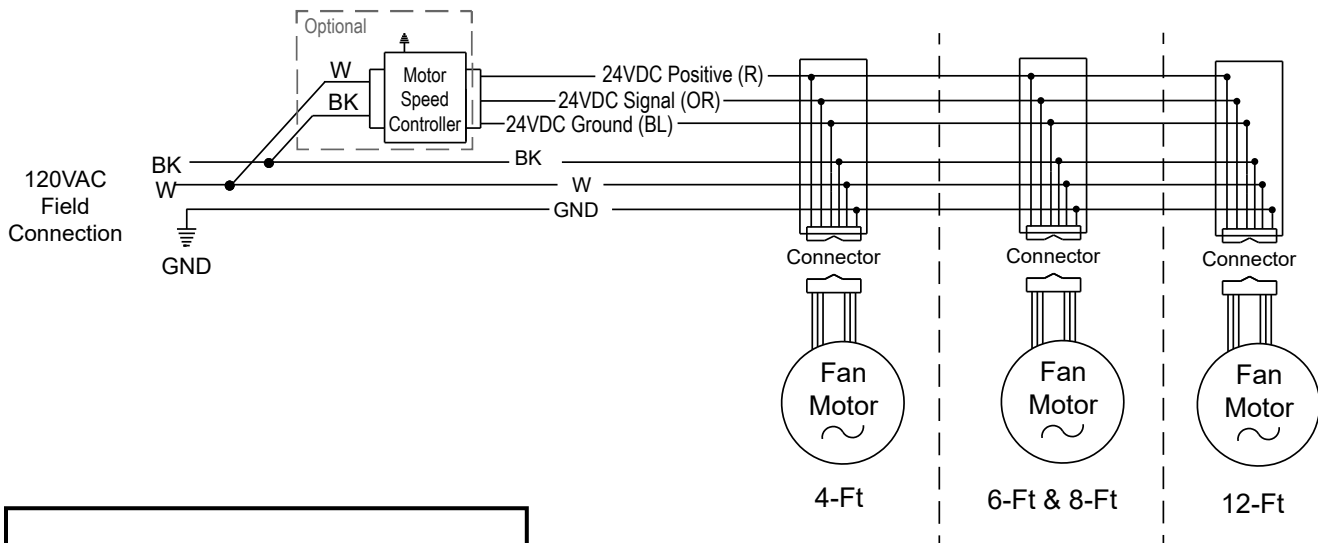 Optional
W
BK
Motor
Speed
Controller
24VDC Positive (R)
24VDC Signal (OR)
24VDC Ground (BL)
120VAC
Field
Connection
BK
W
GND
BK
W
GND
Connector
Connector
Connector
Fan
Motor
Fan
Motor
Fan
Motor
4-Ft
6-Ft & 8-Ft
12-Ft